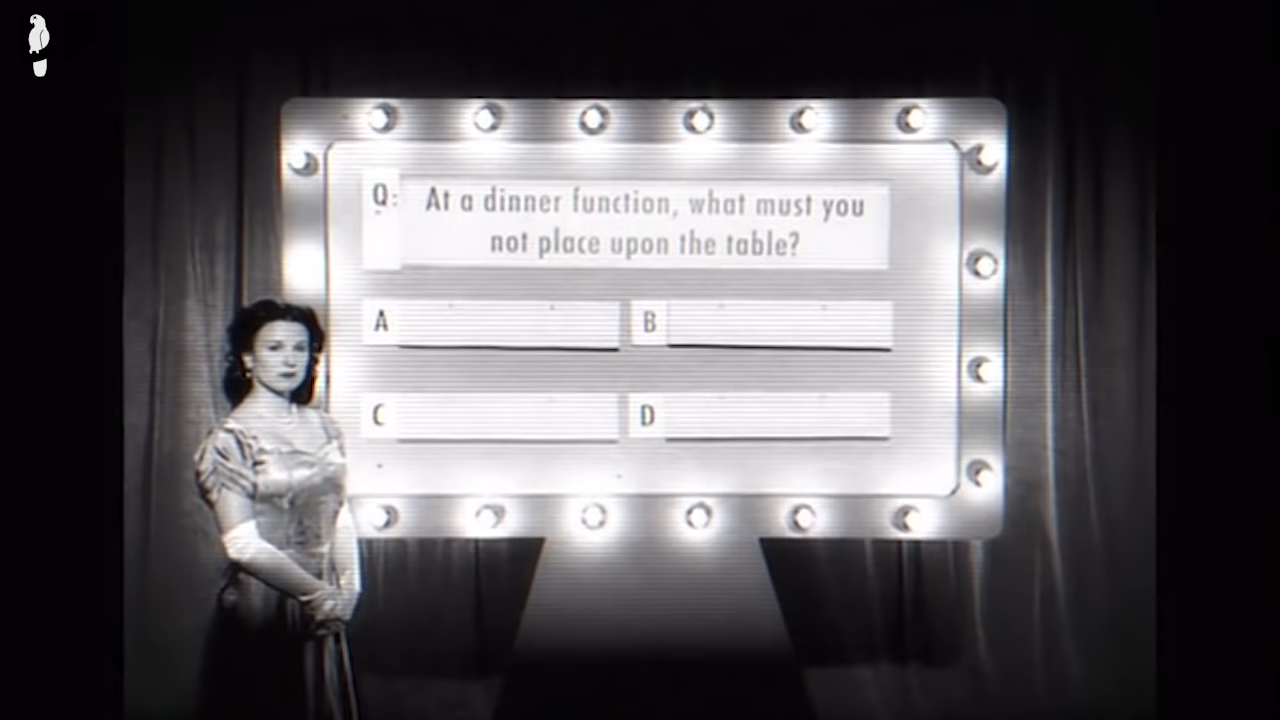 Q: At a dinner function, what must you
not place upon the table?
A
B
C
D